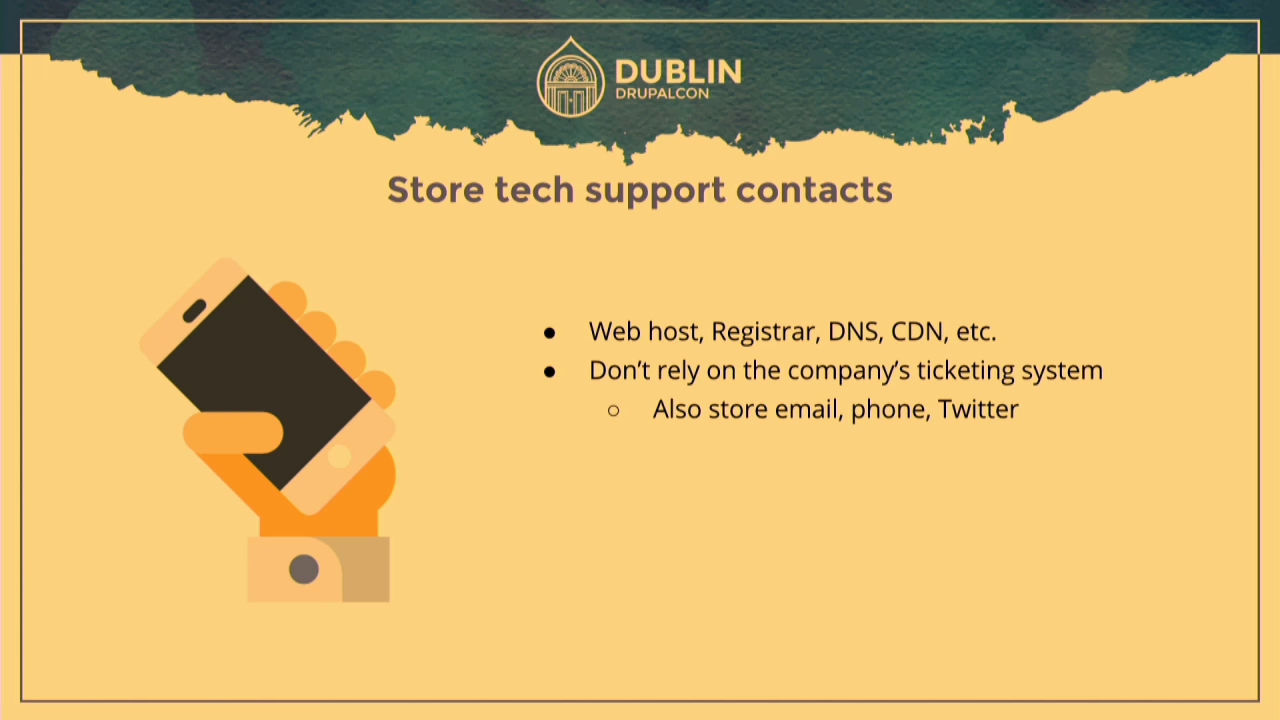 DUBLIN
DRUPALCON
Store tech support contacts
● Web host, Registrar, DNS, CDN, etc.
● Don’t rely on the company’s ticketing system
○ Also store email, phone, Twitter